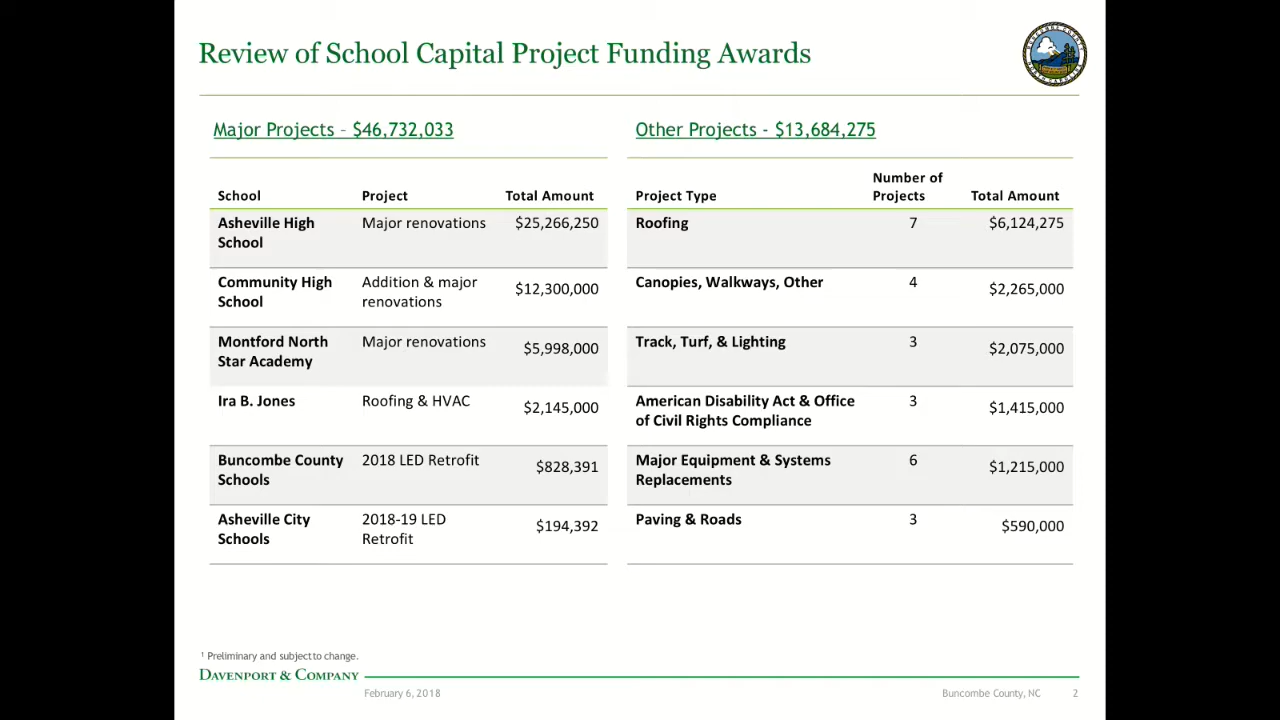 Review of School Capital Project Funding Awards
Major Projects – $46,732,033
School Project Total Amount
Asheville High Major renovations $25,266,250
School
Community High Addition & major $12,300,000
School renovations
Montford North Major renovations $5,998,000
Star Academy
Ira B. Jones Roofing & HVAC $2,145,000
Buncombe County 2018 LED Retrofit $828,391
Schools
Asheville City 2018-19 LED $194,392
Schools Retrofit
Other Projects - $13,684,275
Number of
Project Type Projects Total Amount
Roofing 7 $6,124,275
Canopies, Walkways, Other 4 $2,265,000
Track, Turf, & Lighting 3 $2,075,000
American Disability Act & Office 3 $1,415,000
of Civil Rights Compliance
Major Equipment & Systems 6 $1,215,000
Replacements
Paving & Roads 3 $590,000
¹ Preliminary and subject to change.
Davenport & Company
February 6, 2018 Buncombe County, NC 2